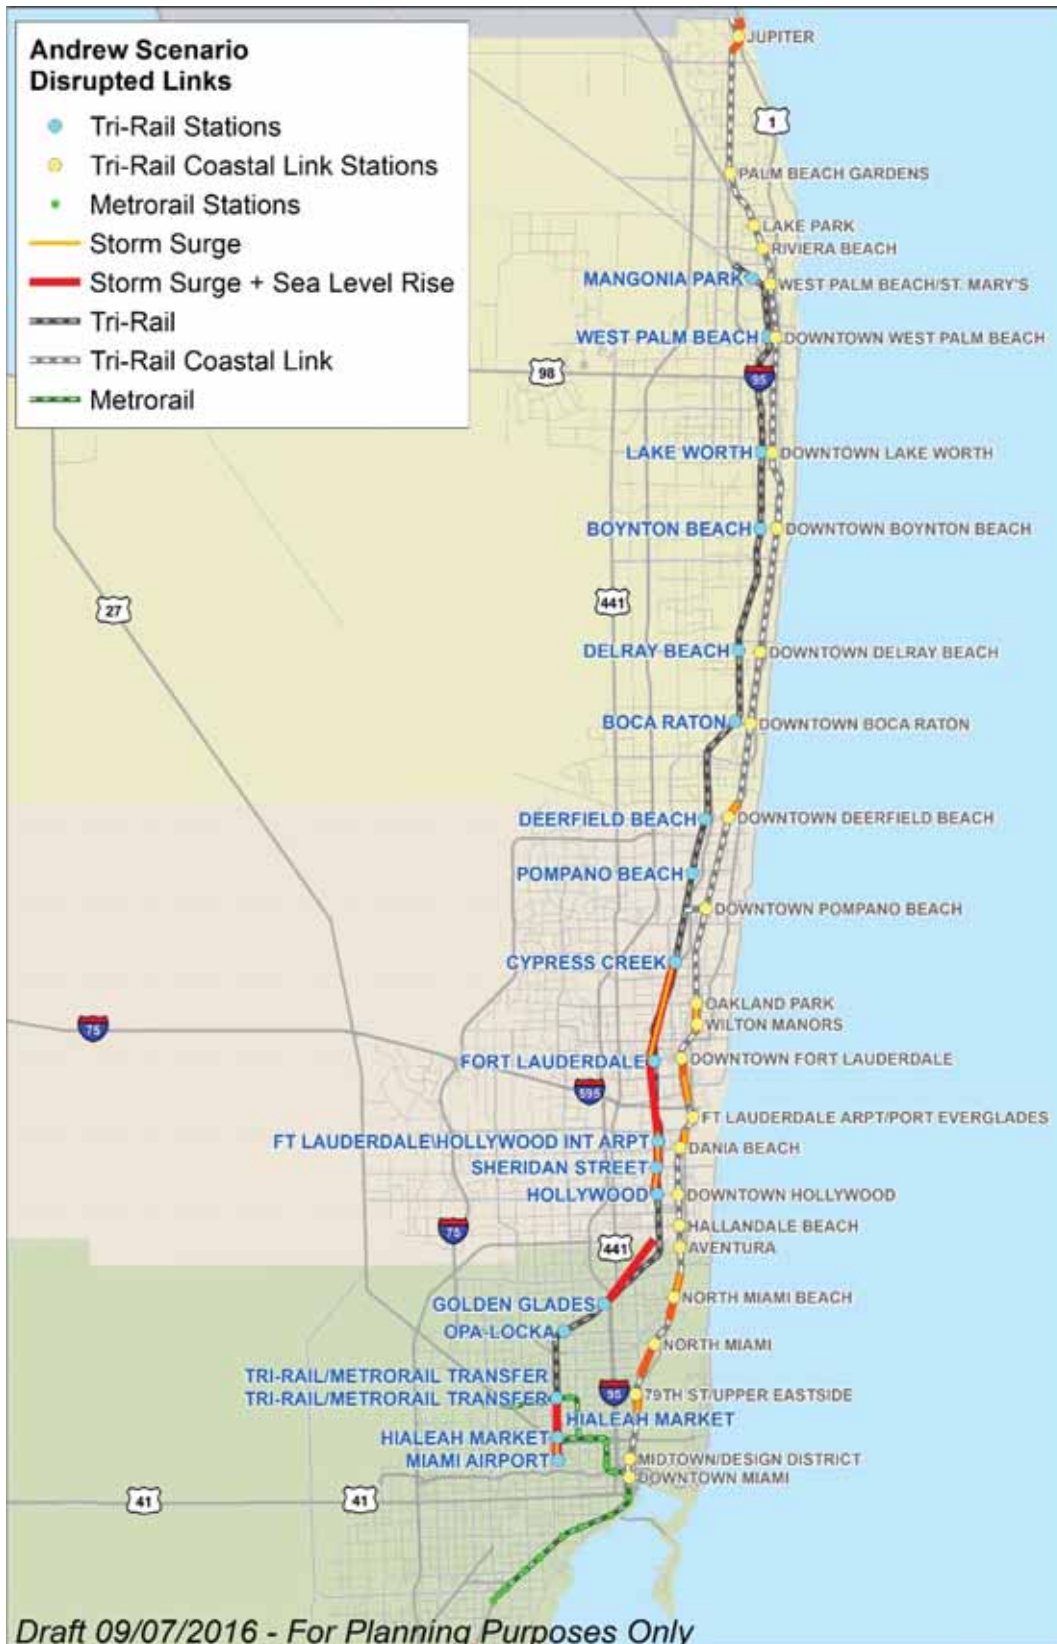 Andrew Scenario
Disrupted Links
Tri-Rail Stations
Tri-Rail Coastal Link Stations
Metrorail Stations
Storm Surge
Storm Surge + Sea Level Rise
Tri-Rail
Tri-Rail Coastal Link
Metrorail
JUPITER
1
PALM BEACH GARDENS
LAKE PARK
RIVIERA BEACH
MANGONIA PARK
WEST PALM BEACH/ST. MARY'S
WEST PALM BEACH
DOWNTOWN WEST PALM BEACH
98
95
LAKE WORTH
DOWNTOWN LAKE WORTH
BOYNTON BEACH
DOWNTOWN BOYNTON BEACH
27
441
DELRAY BEACH
DOWNTOWN DELRAY BEACH
BOCA RATON
DOWNTOWN BOCA RATON
DEERFIELD BEACH
DOWNTOWN DEERFIELD BEACH
POMPANO BEACH
DOWNTOWN POMPANO BEACH
CYPRESS CREEK
OAKLAND PARK
75
WILTON MANORS
FORT LAUDERDALE
DOWNTOWN FORT LAUDERDALE
595
FT LAUDERDALE ARPT/PORT EVERGLADES
FT LAUDERDALE\HOLLYWOOD INT ARPT
DANIA BEACH
SHERIDAN STREET
HOLLYWOOD
DOWNTOWN HOLLYWOOD
HALLANDALE BEACH
75
441
AVENTURA
NORTH MIAMI BEACH
GOLDEN GLADES
OPA-LOCKA
NORTH MIAMI
TRI-RAIL/METRORAIL TRANSFER
TRI-RAIL/METRORAIL TRANSFER
95
79TH ST/UPPER EASTSIDE
HIALEAH MARKET
HIALEAH MARKET
MIAMI AIRPORT
MIDTOWN/DESIGN DISTRICT
DOWNTOWN MIAMI
41
41
Draft 09/07/2016 - For Planning Purposes Only